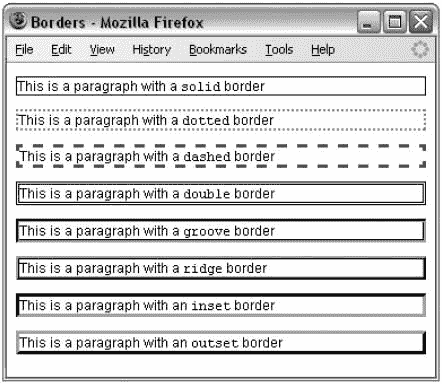 Borders - Mozilla Firefox
File Edit View History Bookmarks Tools Help
This is a paragraph with a solid border
This is a paragraph with a dotted border
This is a paragraph with a dashed border
This is a paragraph with a double border
This is a paragraph with a groove border
This is a paragraph with a ridge border
This is a paragraph with an inset border
This is a paragraph with an outset border